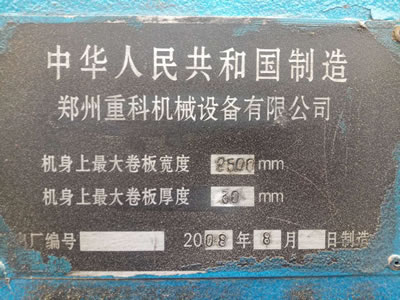 中华人民共和国制造
郑州重科机械设备有限公司
机身上最大卷板宽度 2500 mm
机身上最大卷板厚度 30 mm
出厂编号 2008 年 8 月 日制造